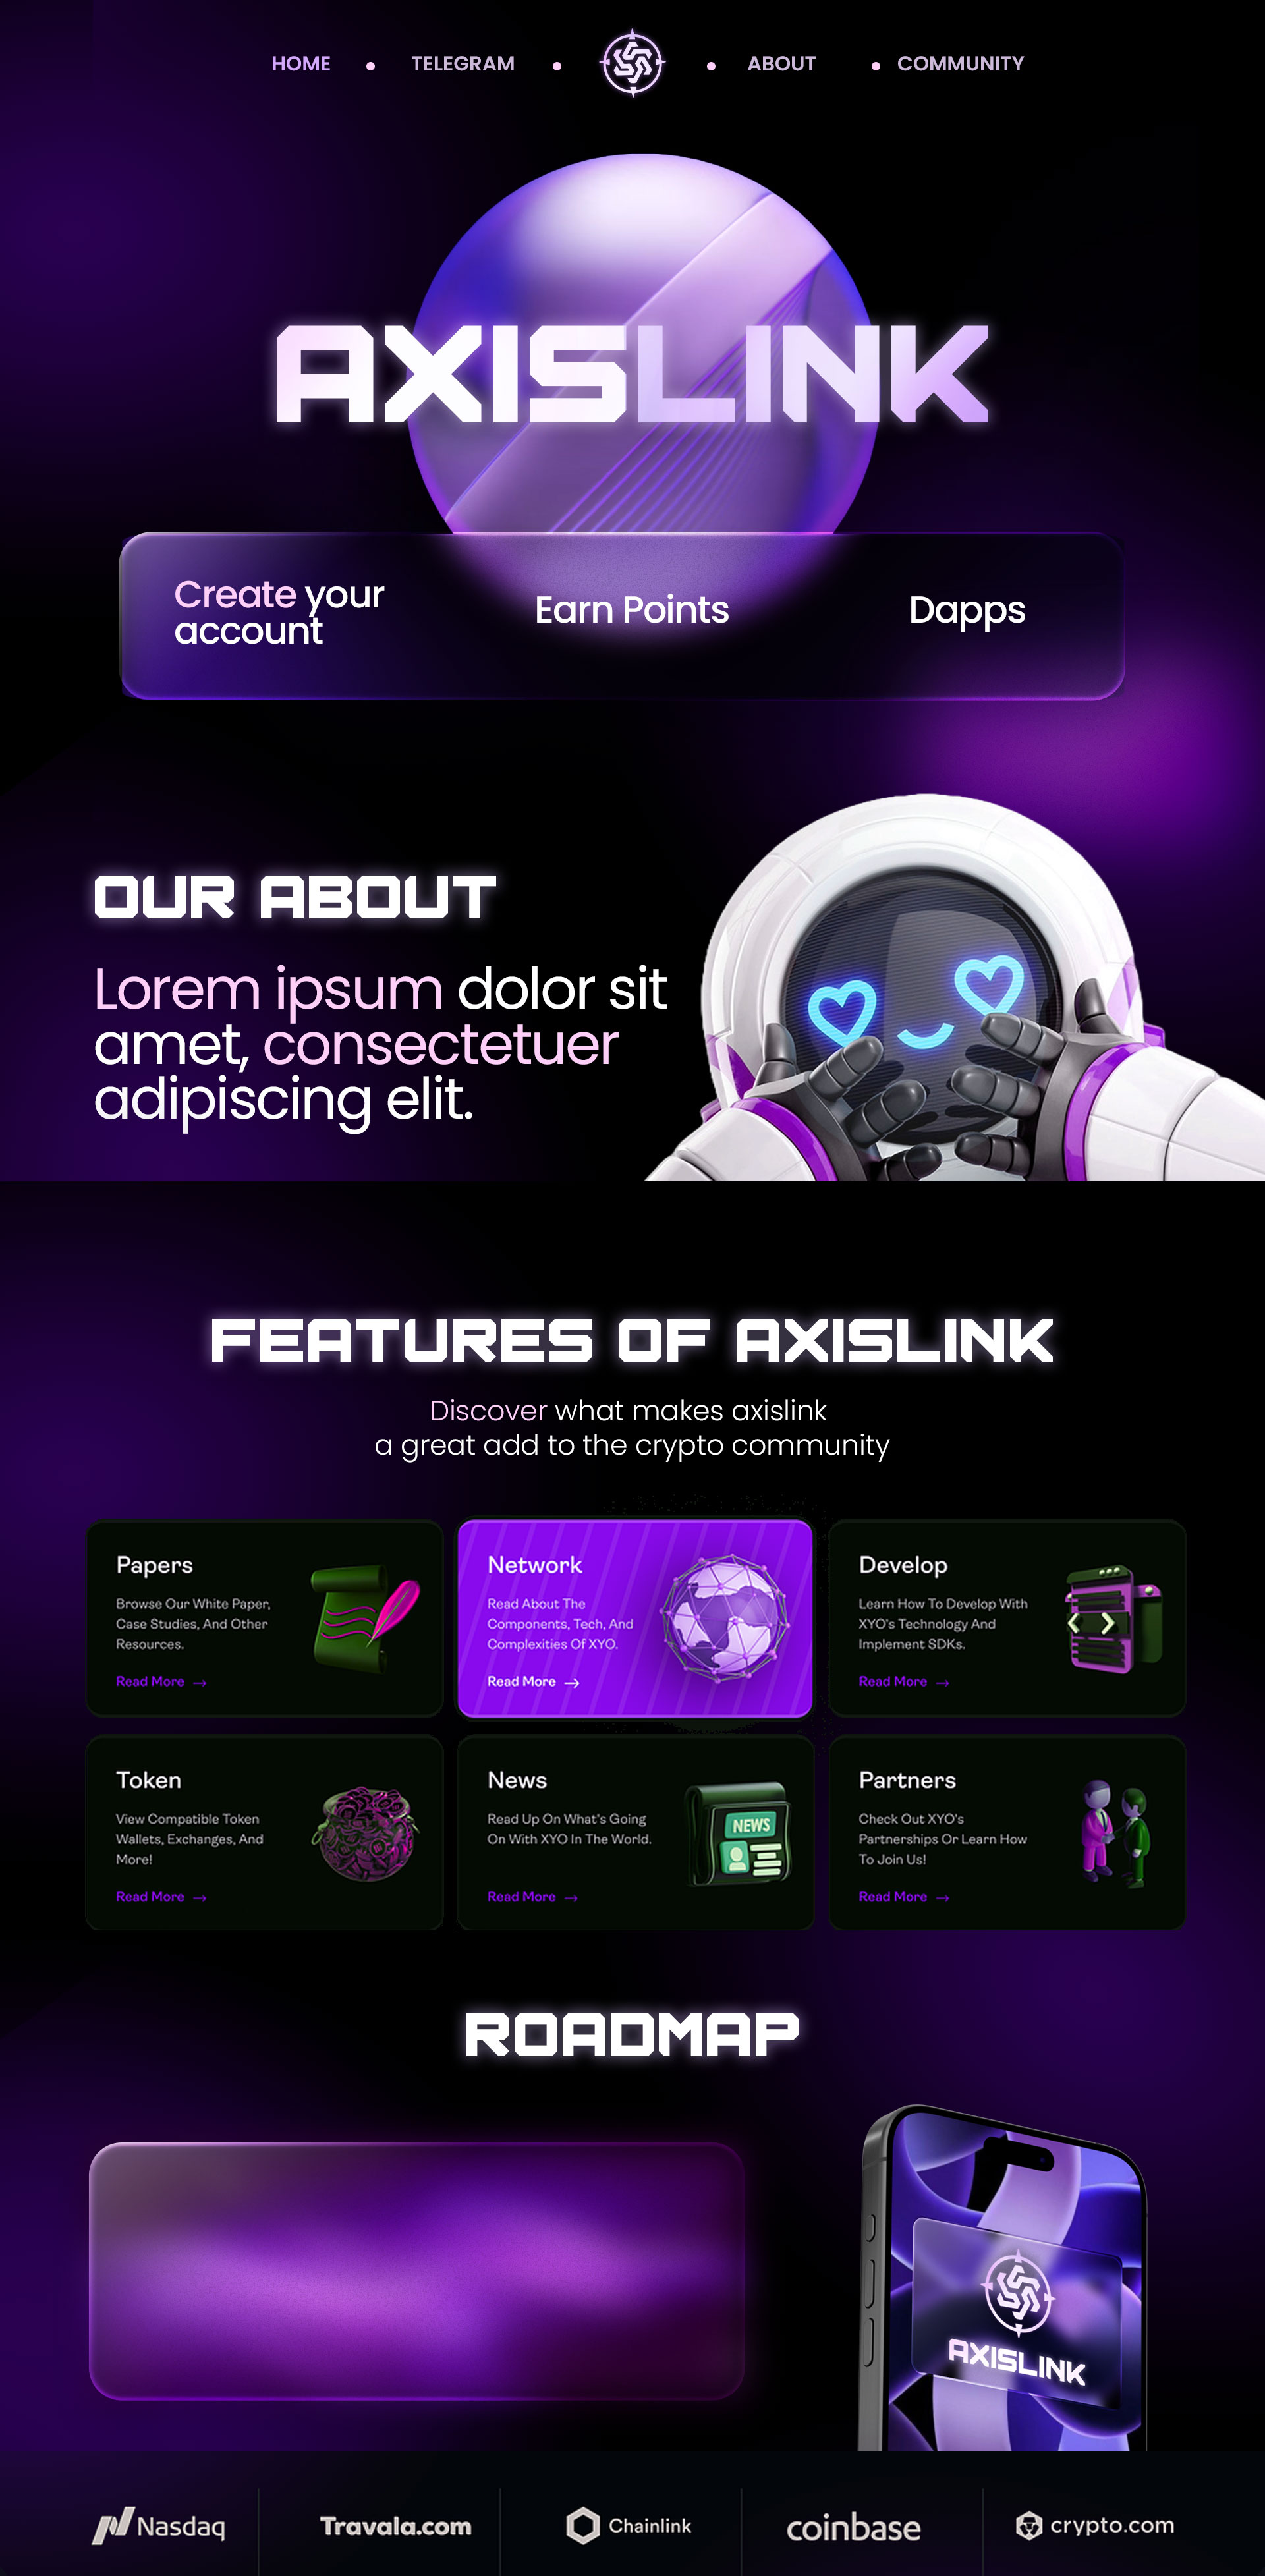 HOME
TELEGRAM
ABOUT
COMMUNITY
AXISLINK
Create your
account
Earn Points
Dapps
OUR ABOUT
Lorem ipsum dolor sit
amet, consectetuer
adipiscing elit.
FEATURES OF AXISLINK
Discover what makes axislink
a great add to the crypto community
Papers
Browse Our White Paper,
Case Studies, And Other
Resources.
Read More →
Network
Read About The
Components, Tech, And
Complexities Of XYO.
Read More →
Develop
Learn How To Develop With
XYO's Technology And
Implement SDKs.
Read More →
Token
View Compatible Token
Wallets, Exchanges, And
More!
Read More →
News
Read Up On What's Going
On With XYO In The World.
Read More →
NEWS
Partners
Check Out XYO's
Partnerships Or Learn How
To Join Us!
Read More →
ROADMAP
AXISLINK
Nasdaq
Travala.com
Chainlink
coinbase
crypto.com